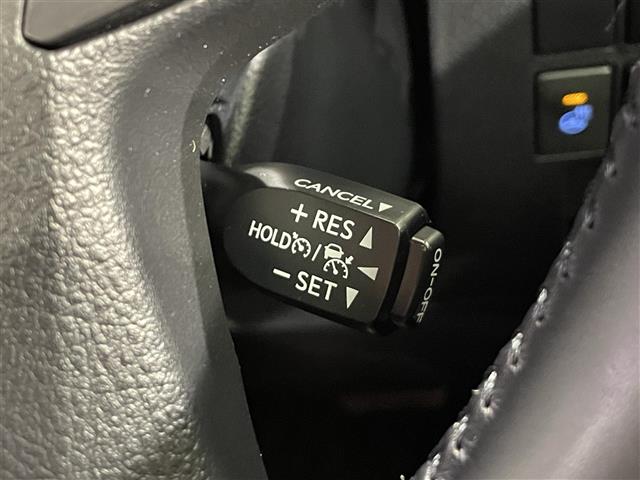 CANCEL▼
+ RES ▲
HOLD / ◀
− SET ▼
ON-OFF